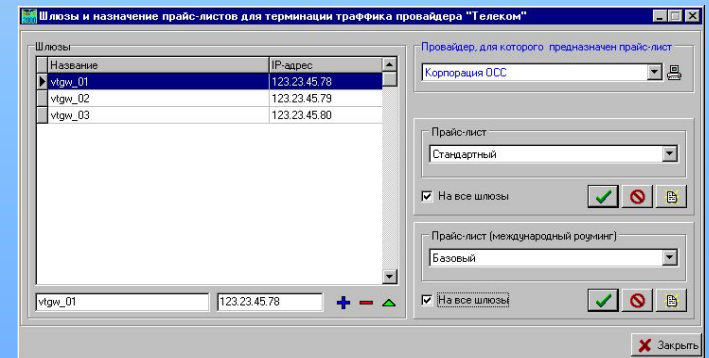 Шлюзы и назначение прайс-листов для терминации траффика провайдера "Телеком"
Шлюзы
Название IP-адрес
vtgw_01 123.23.45.78
vtgw_02 123.23.45.79
vtgw_03 123.23.45.80
vtgw_01 123.23.45.78
Провайдер, для которого предназначен прайс-лист
Корпорация ОСС
Прайс-лист
Стандартный
На все шлюзы
Прайс-лист (международный роуминг)
Базовый
На все шлюзы
Закрыть